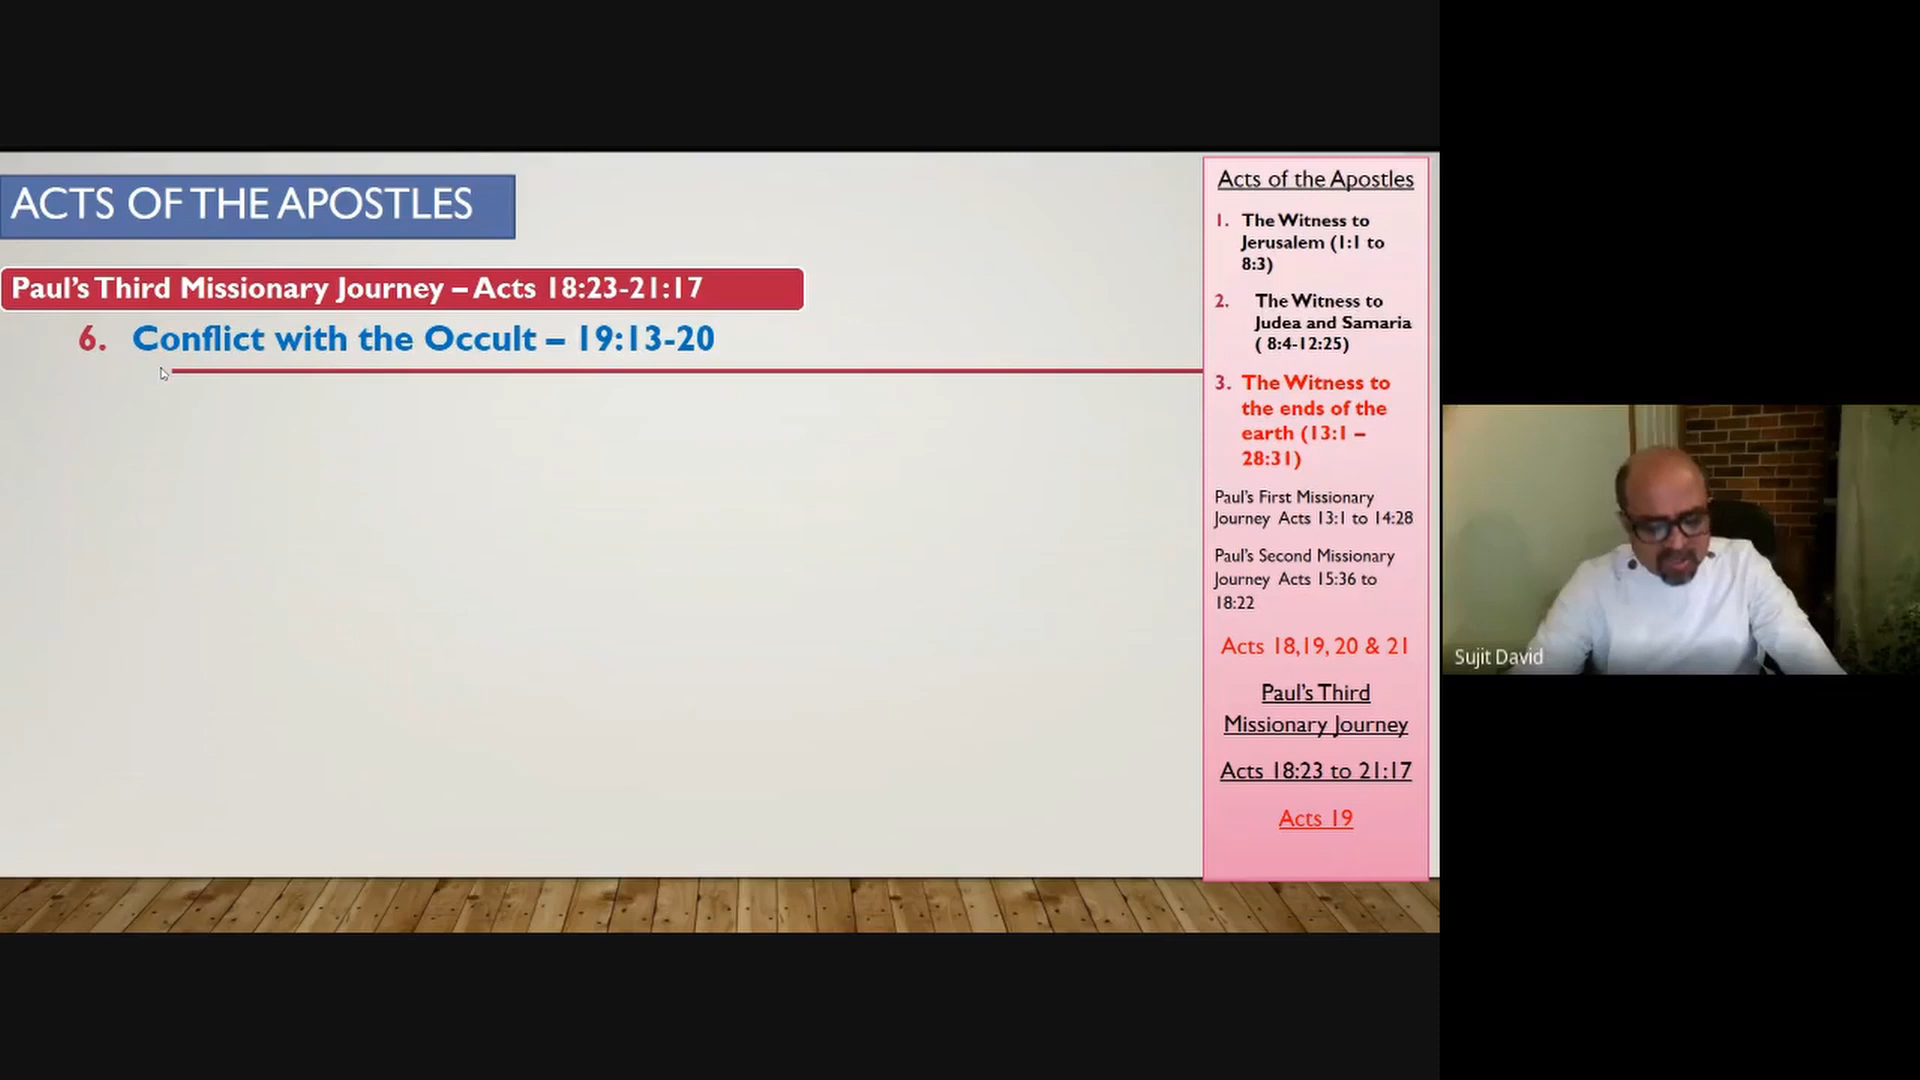 ACTS OF THE APOSTLES
Paul's Third Missionary Journey – Acts 18:23-21:17
6. Conflict with the Occult – 19:13-20
Acts of the Apostles
1. The Witness to
Jerusalem (1:1 to
8:3)
2. The Witness to
Judea and Samaria
( 8:4-12:25)
3. The Witness to
the ends of the
earth (13:1 –
28:31)
Paul's First Missionary
Journey Acts 13:1 to 14:28
Paul's Second Missionary
Journey Acts 15:36 to
18:22
Acts 18,19, 20 & 21
Paul's Third
Missionary Journey
Acts 18:23 to 21:17
Acts 19
Sujit David